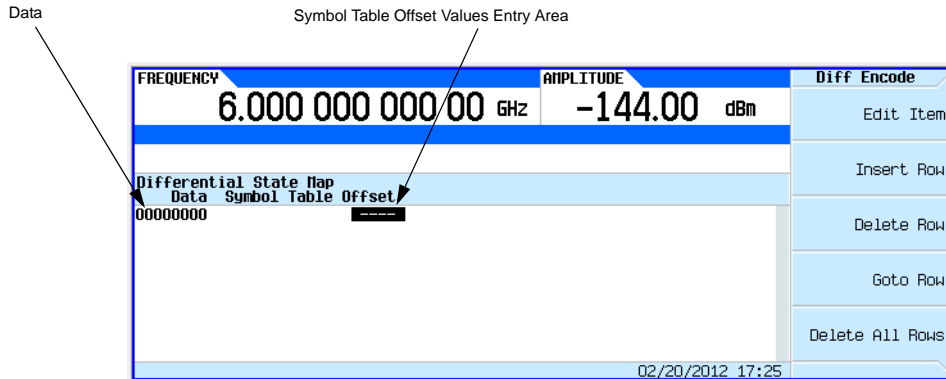 Data
Symbol Table Offset Values Entry Area
FREQUENCY
6.000 000 000 00 GHz
AMPLITUDE
-144.00 dBm
Differential State Map
Data Symbol Table Offset
00000000 ----
02/20/2012 17:25
Diff Encode
Edit Item
Insert Row
Delete Row
Goto Row
Delete All Rows